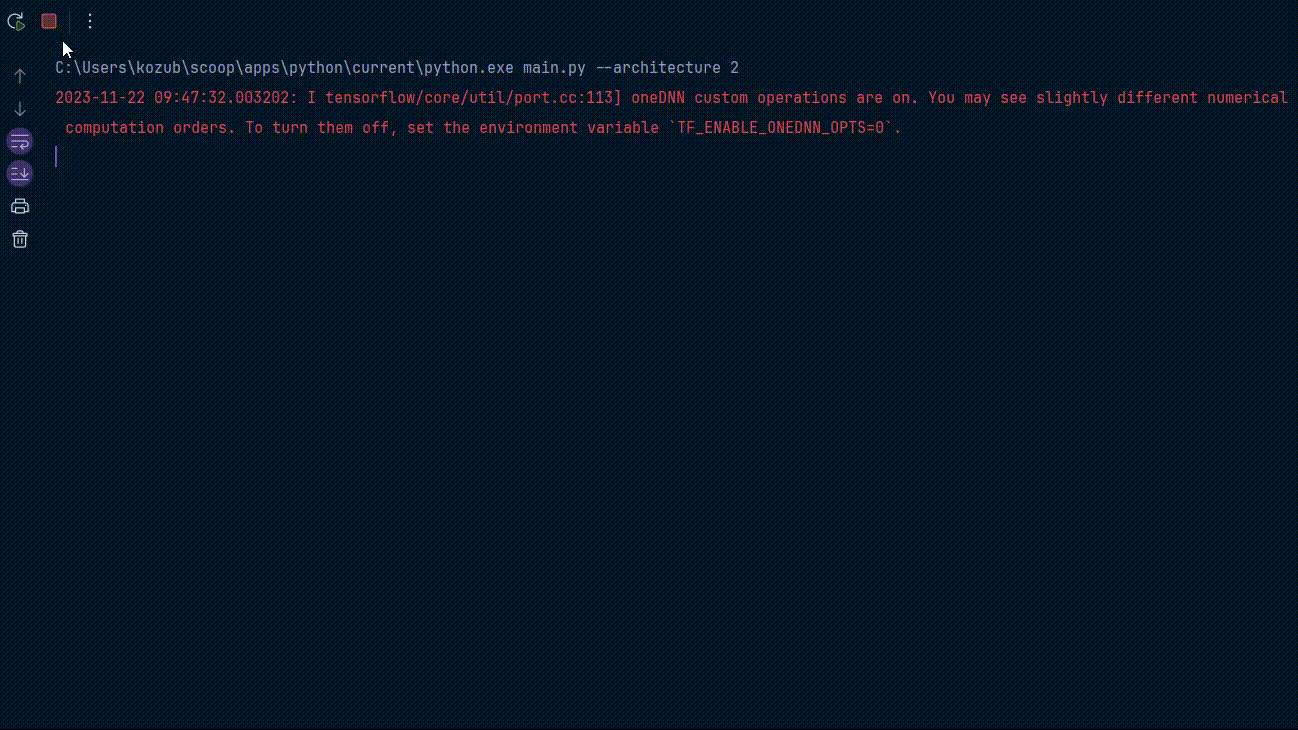 C:\Users\kozub\scoop\apps\python\current\python.exe main.py --architecture 2
2023-11-22 09:47:32.003202: I tensorflow/core/util/port.cc:113] oneDNN custom operations are on. You may see slightly different numerical
computation orders. To turn them off, set the environment variable `TF_ENABLE_ONEDNN_OPTS=0`.